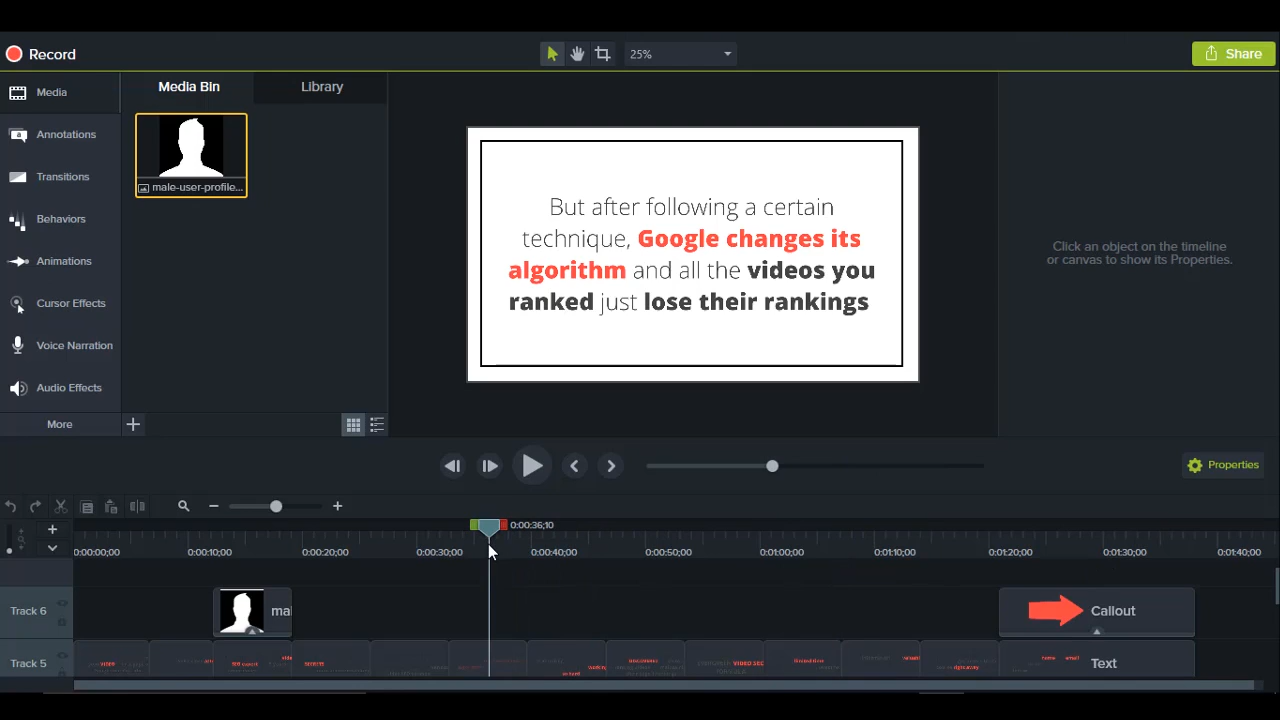 Record
25%
Share
Media
Media Bin
Library
Annotations
Transitions
male-user-profile...
Behaviors
Animations
Cursor Effects
Voice Narration
Audio Effects
More
But after following a certain
technique, Google changes its
algorithm and all the videos you
ranked just lose their rankings
Click an object on the timeline
or canvas to show its Properties.
Properties
0:00:36;10
0:00:00;00
0:00:10;00
0:00:20;00
0:00:30;00
0:00:40;00
0:00:50;00
0:01:00;00
0:01:10;00
0:01:20;00
0:01:30;00
0:01:40;00
Track 6
ma
Callout
Track 5
Text